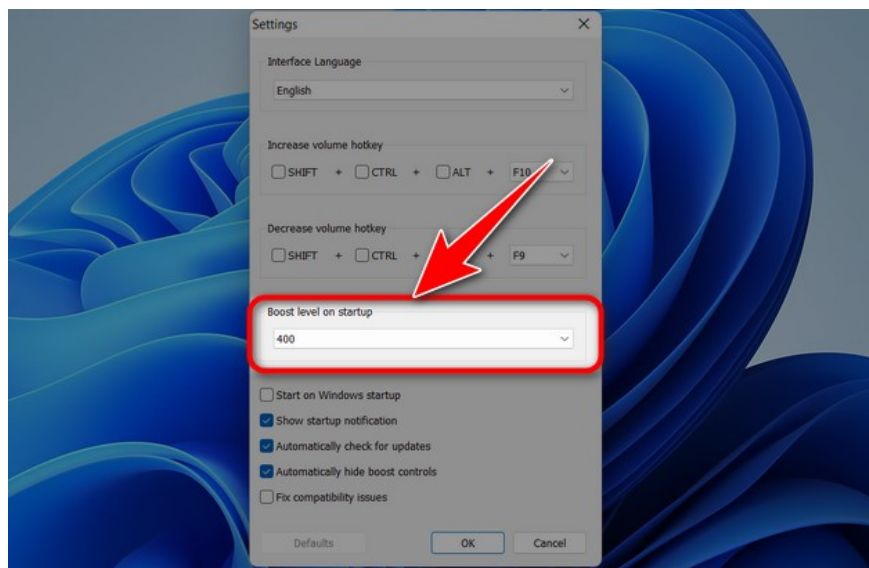 Settings
Interface Language
English
Increase volume hotkey
SHIFT + CTRL + ALT + F10
Decrease volume hotkey
SHIFT + CTRL + + F9
Boost level on startup
400
Start on Windows startup
Show startup notification
Automatically check for updates
Automatically hide boost controls
Fix compatibility issues
Defaults OK Cancel